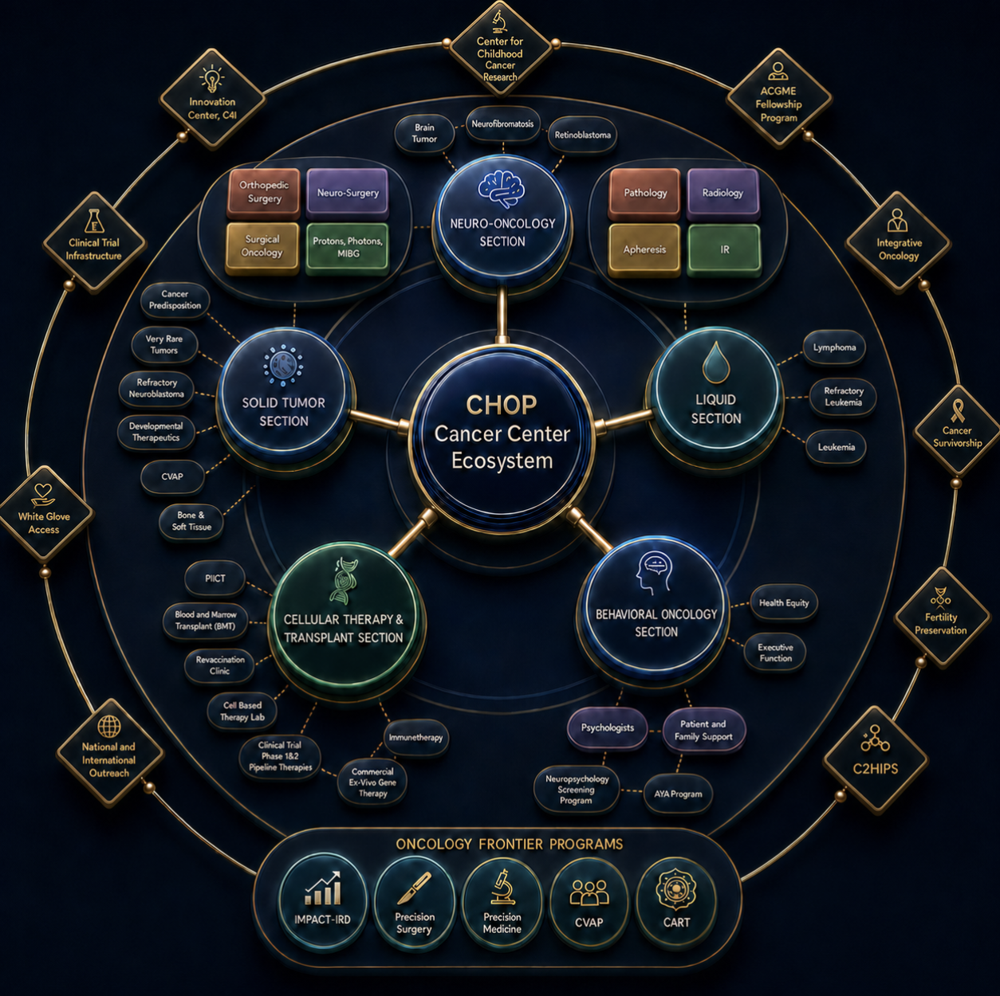 Center for
Childhood
Cancer
Research
Innovation
Center, C4I
ACGME
Fellowship
Program
Clinical Trial
Infrastructure
Integrative
Oncology
White Glove
Access
Cancer
Survivorship
National and
International
Outreach
Fertility
Preservation
C2HIPS
Brain
Tumor
Neurofibromatosis
Retinoblastoma
NEURO-ONCOLOGY
SECTION
Orthopedic
Surgery
Neuro-Surgery
Surgical
Oncology
Protons, Photons,
MIBG
Pathology
Radiology
Apheresis
IR
Cancer
Predisposition
Very Rare
Tumors
Refractory
Neuroblastoma
Developmental
Therapeutics
CVAP
Bone &
Soft Tissue
SOLID TUMOR
SECTION
CHOP
Cancer Center
Ecosystem
LIQUID
SECTION
Lymphoma
Refractory
Leukemia
Leukemia
PIICT
Blood and Marrow
Transplant (BMT)
Revaccination
Clinic
Cell Based
Therapy Lab
Clinical Trial
Phase 1&2
Pipeline Therapies
Commercial
Ex-Vivo Gene
Therapy
Immunetherapy
CELLULAR THERAPY &
TRANSPLANT SECTION
BEHAVIORAL ONCOLOGY
SECTION
Health Equity
Executive
Function
Psychologists
Patient and
Family Support
Neuropsychology
Screening
Program
AYA Program
ONCOLOGY FRONTIER PROGRAMS
IMPACT-IRD
Precision
Surgery
Precision
Medicine
CVAP
CART